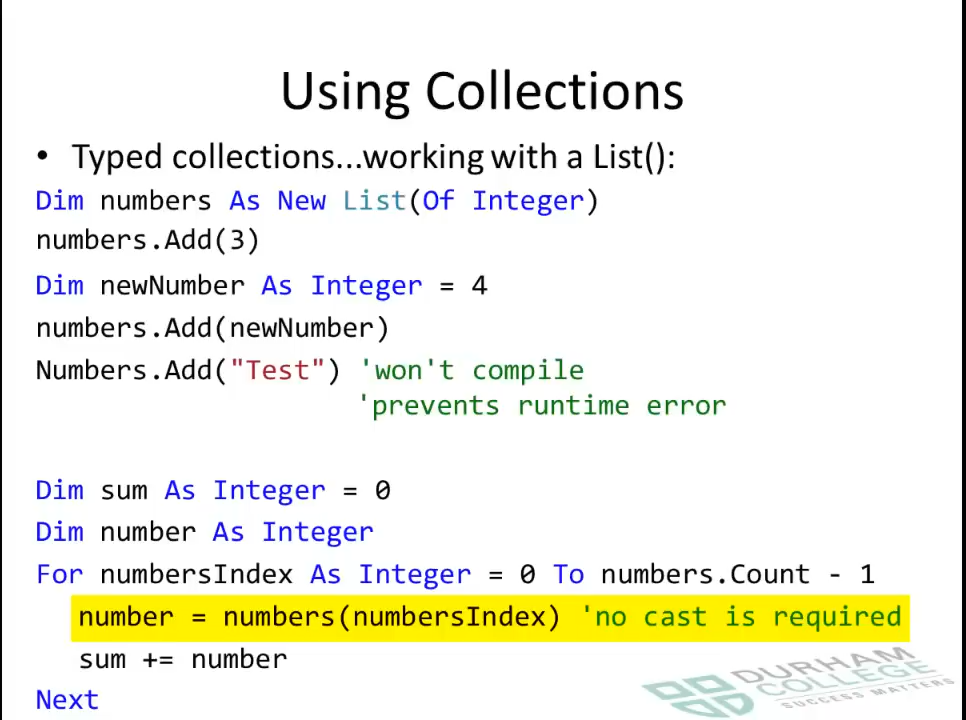 Using Collections
• Typed collections...working with a List():
Dim numbers As New List(Of Integer)
numbers.Add(3)
Dim newNumber As Integer = 4
numbers.Add(newNumber)
Numbers.Add("Test") 'won't compile
'prevents runtime error
Dim sum As Integer = 0
Dim number As Integer
For numbersIndex As Integer = 0 To numbers.Count - 1
number = numbers(numbersIndex) 'no cast is required
sum += number
Next
DURHAM
COLLEGE
SUCCESS MATTERS